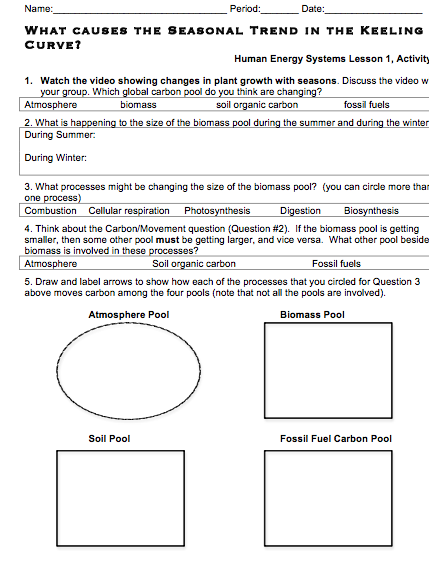 Name:________________________________ Period:_______ Date:__________________
WHAT CAUSES THE SEASONAL TREND IN THE KEELING
CURVE?
Human Energy Systems Lesson 1, Activity
1. Watch the video showing changes in plant growth with seasons. Discuss the video w
your group. Which global carbon pool do you think are changing?
Atmosphere biomass soil organic carbon fossil fuels
2. What is happening to the size of the biomass pool during the summer and during the winter
During Summer:
During Winter:
3. What processes might be changing the size of the biomass pool? (you can circle more than
one process)
Combustion Cellular respiration Photosynthesis Digestion Biosynthesis
4. Think about the Carbon/Movement question (Question #2). If the biomass pool is getting
smaller, then some other pool must be getting larger, and vice versa. What other pool beside
biomass is involved in these processes?
Atmosphere Soil organic carbon Fossil fuels
5. Draw and label arrows to show how each of the processes that you circled for Question 3
above moves carbon among the four pools (note that not all the pools are involved).
Atmosphere Pool Biomass Pool
Soil Pool Fossil Fuel Carbon Pool